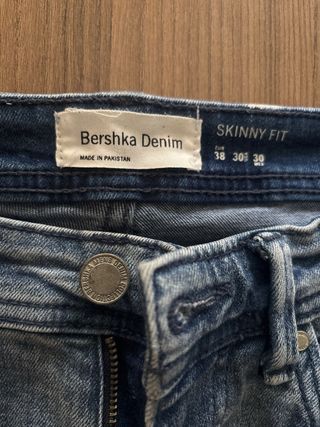 Bershka Denim
MADE IN PAKISTAN
SKINNY FIT
EUR
38 30 30